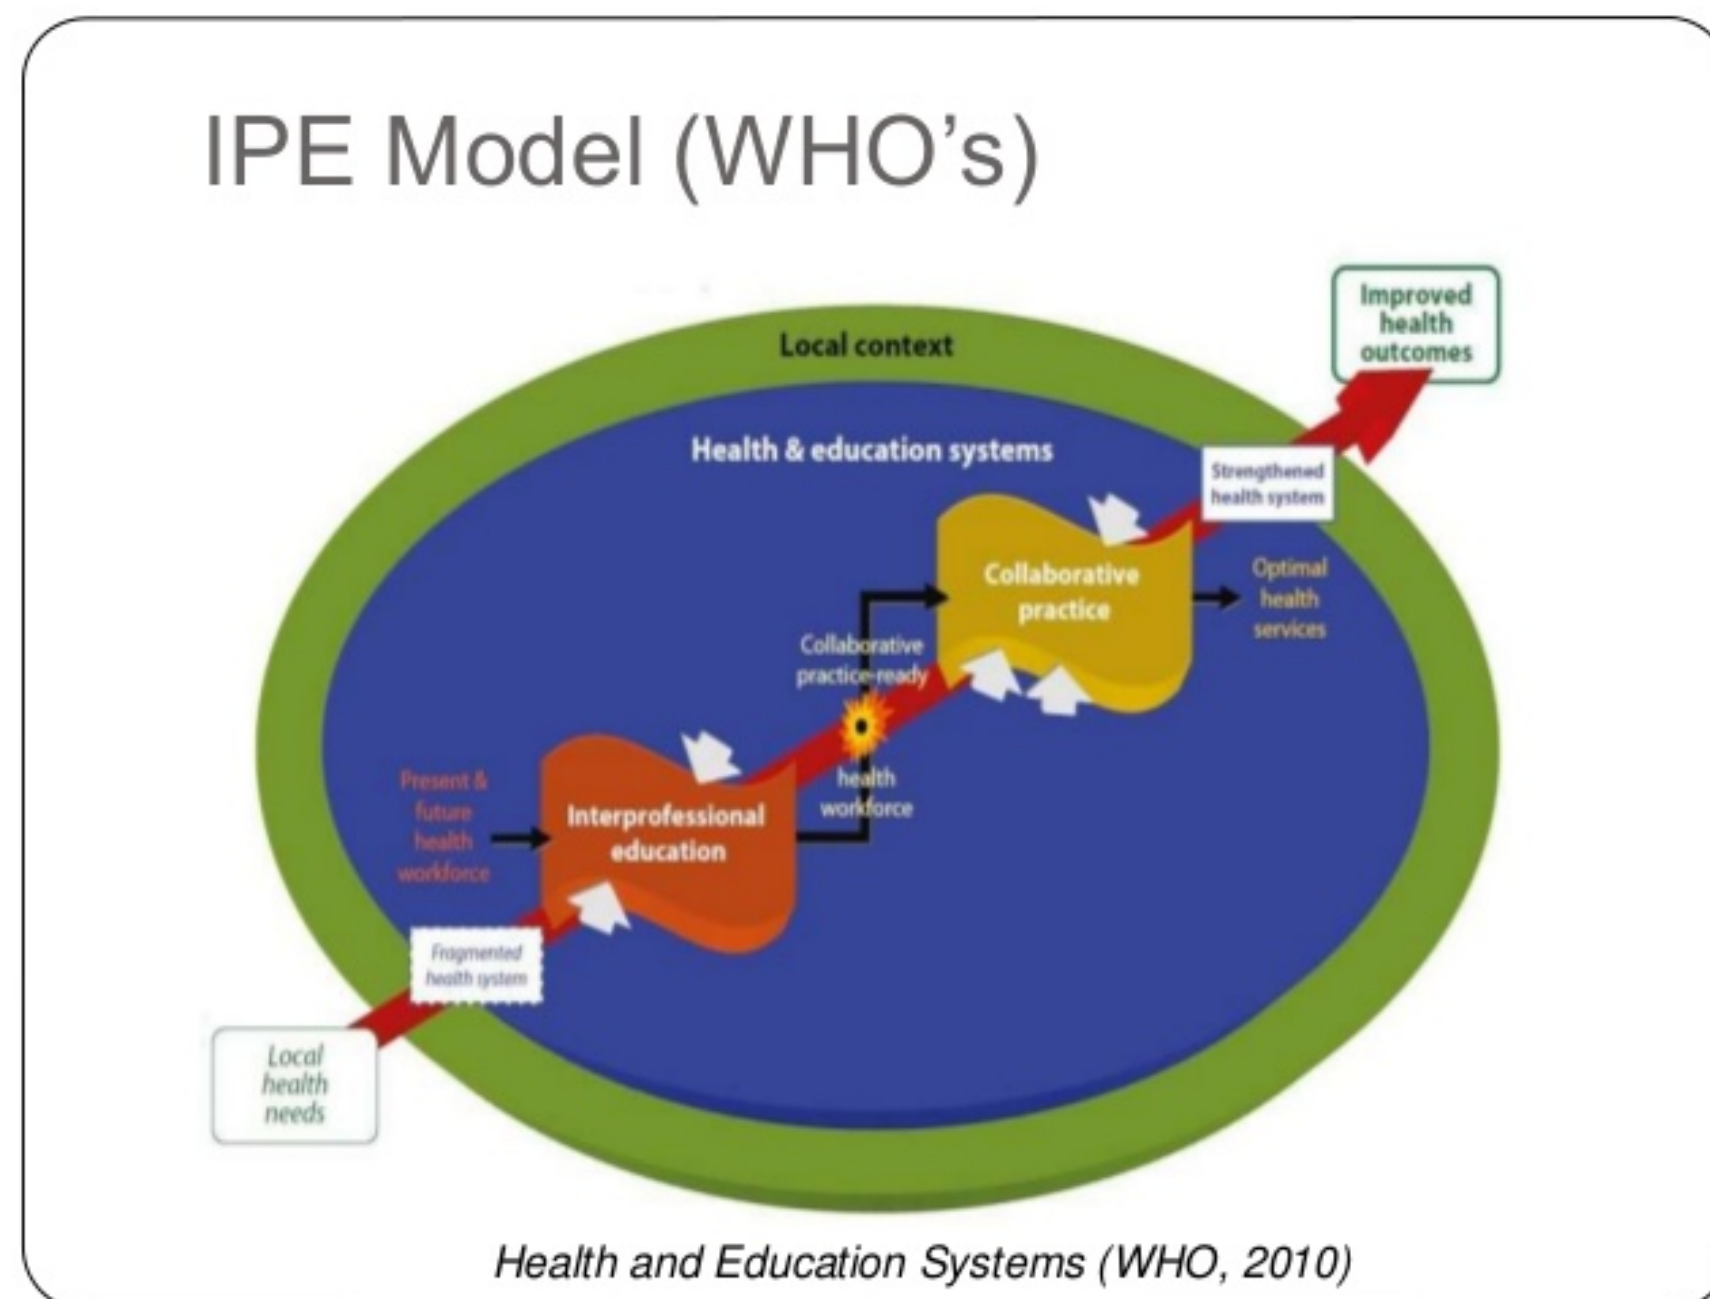 IPE Model (WHO's)
Improved
health
outcomes
Local context
Health & education systems
Strengthened
health system
Collaborative
practice
Optimal
health
services
Collaborative
practice-ready
health
workforce
Present &
future
health
workforce
Interprofessional
education
Fragmented
health system
Local
health
needs
Health and Education Systems (WHO, 2010)